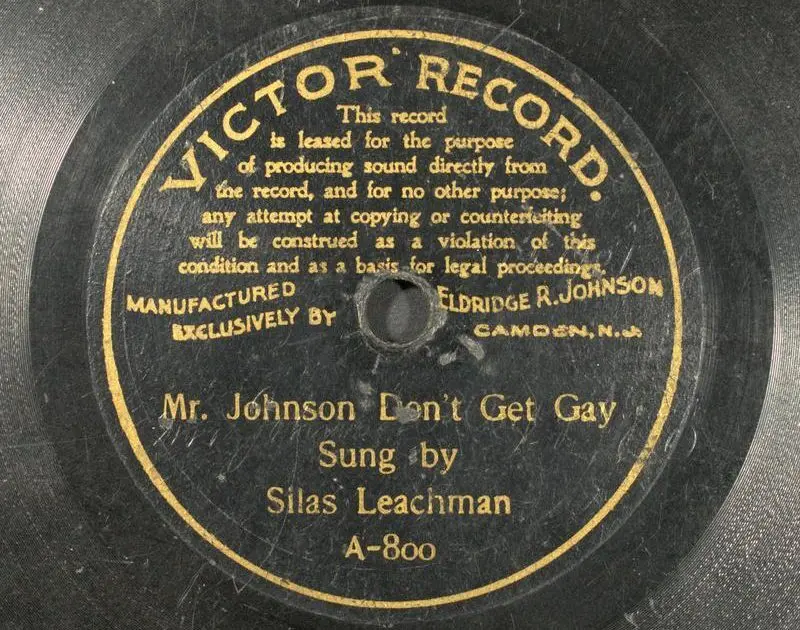 VICTOR RECORD.
This record
is leased for the purpose
of producing sound directly from
the record, and for no other purpose;
any attempt at copying or counterfeiting
will be construed as a violation of this
condition and as a basis for legal proceedings.
MANUFACTURED
EXCLUSIVELY BY
ELDRIDGE R. JOHNSON
CAMDEN, N.J.
Mr. Johnson Don't Get Gay
Sung by
Silas Leachman
A-800